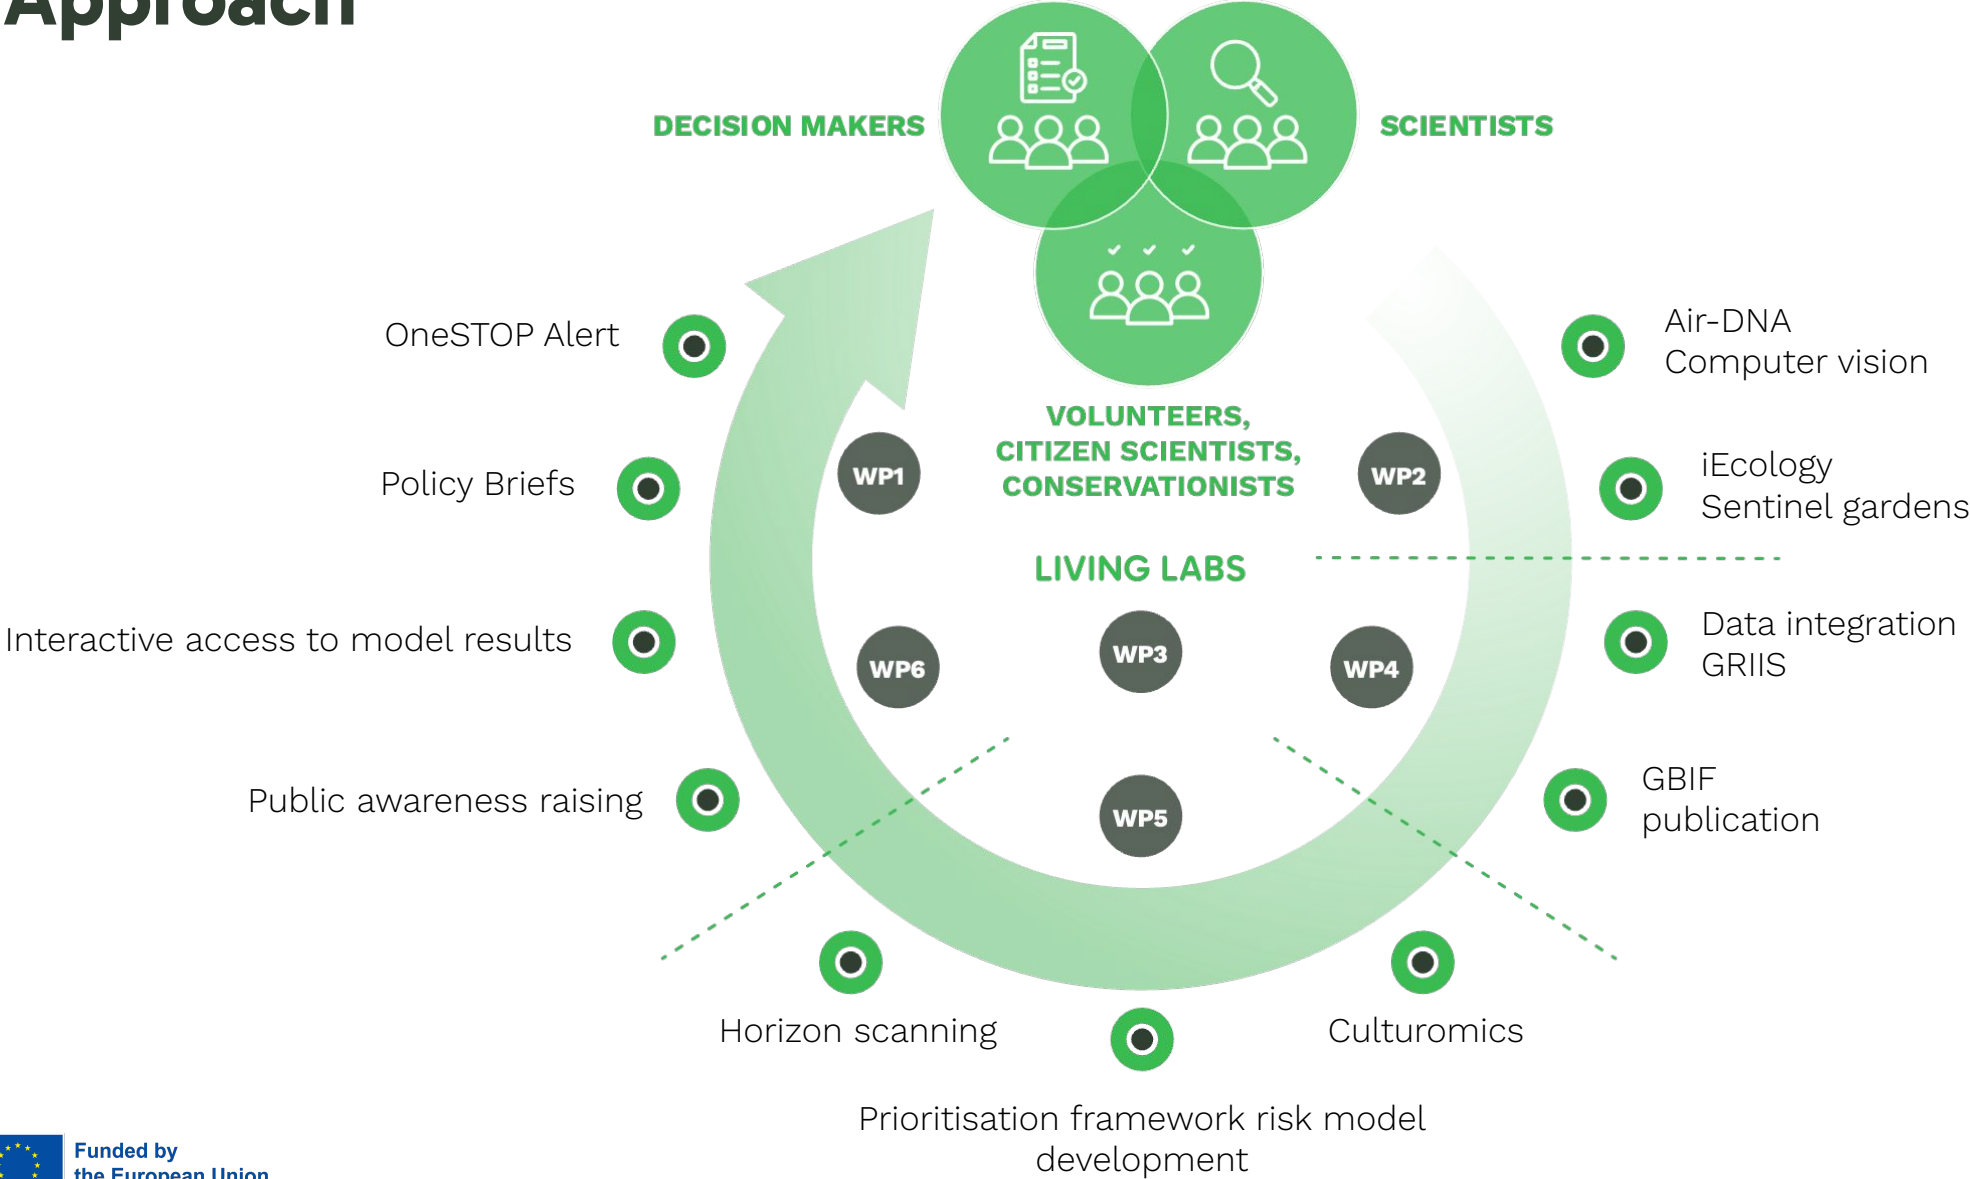 Approach
DECISION MAKERS
SCIENTISTS
VOLUNTEERS,
CITIZEN SCIENTISTS,
CONSERVATIONISTS
LIVING LABS
OneSTOP Alert
Policy Briefs
Interactive access to model results
Public awareness raising
Air-DNA
Computer vision
iEcology
Sentinel gardens
Data integration
GRIIS
GBIF
publication
WP1
WP2
WP6
WP3
WP4
WP5
Horizon scanning
Culturomics
Prioritisation framework risk model
development
Funded by
the European Union